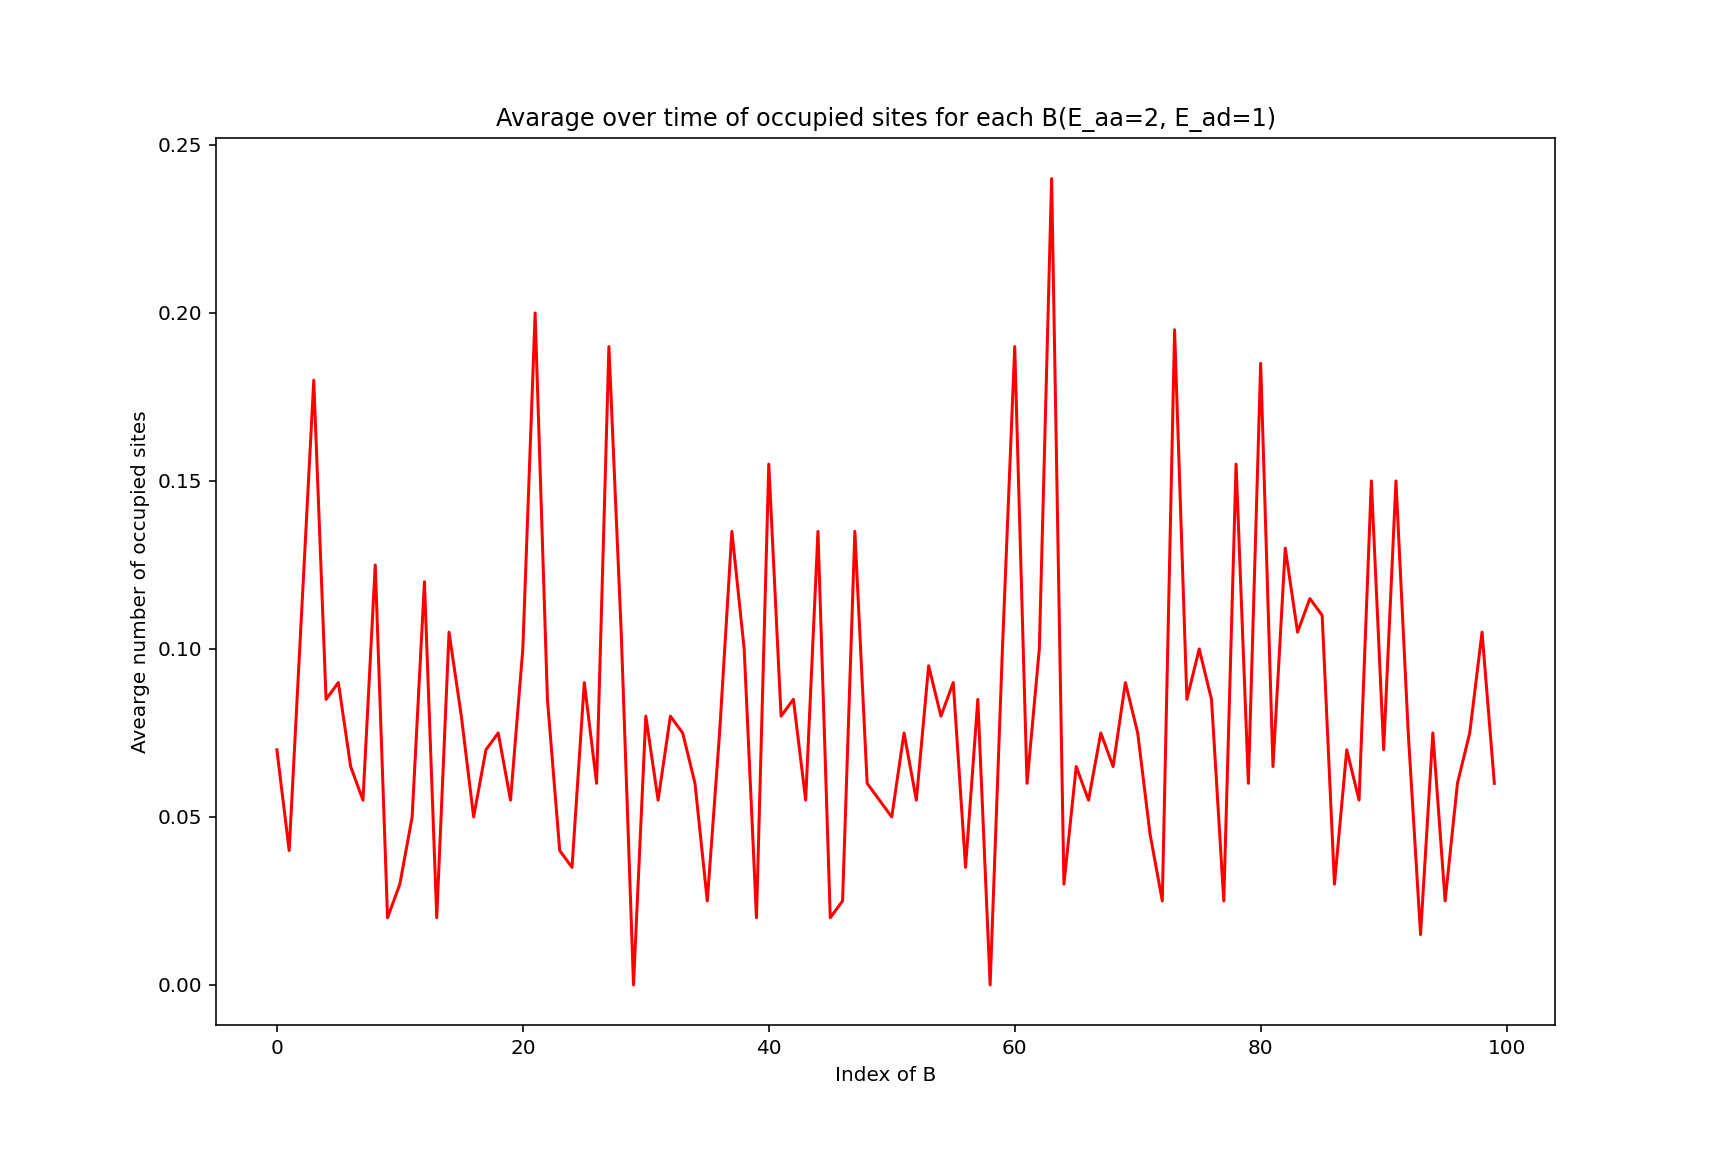 Avarage over time of occupied sites for each B(E_aa=2, E_ad=1)
0.25
0.20
0.15
0.10
0.05
0.00
Avearge number of occupied sites
0 20 40 60 80 100
Index of B